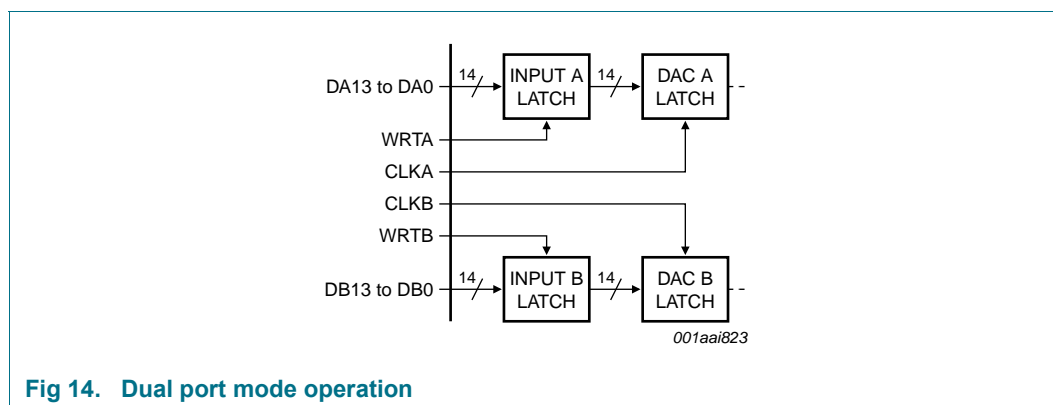 DA13 to DA0
14
INPUT A
LATCH
14
DAC A
LATCH
WRTA
CLKA
CLKB
WRTB
DB13 to DB0
14
INPUT B
LATCH
14
DAC B
LATCH
001aai823
Fig 14. Dual port mode operation